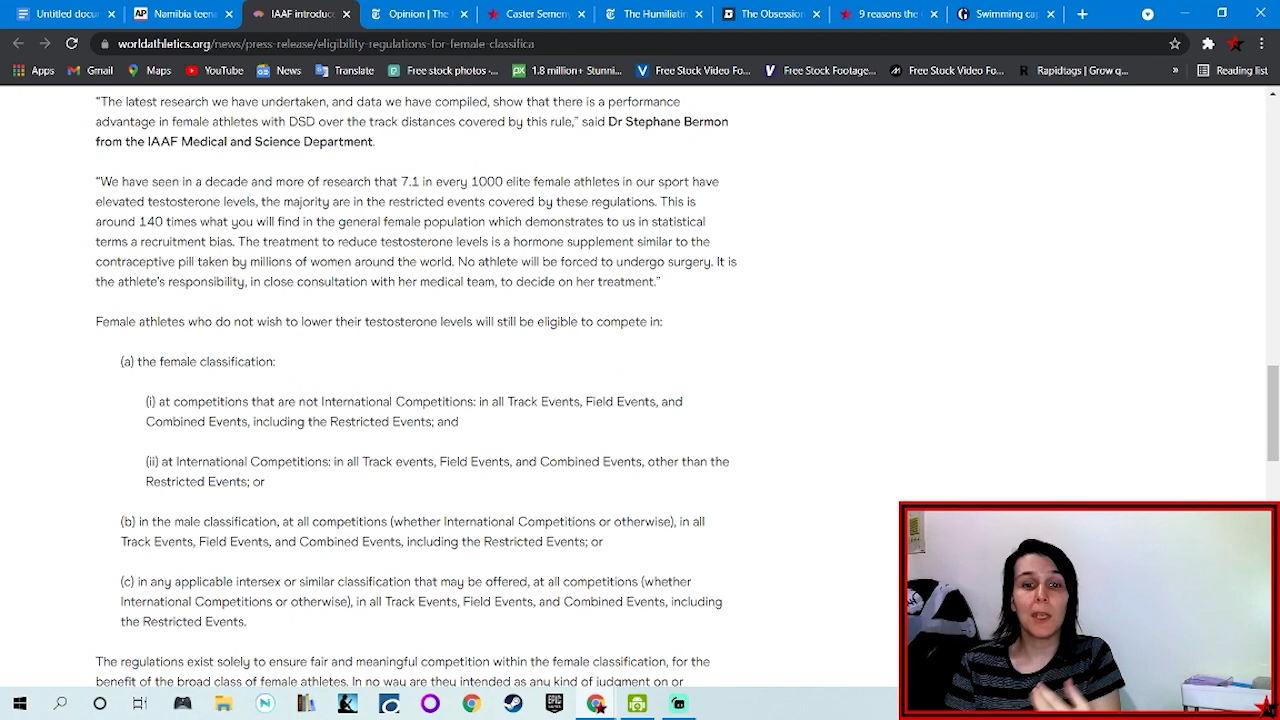 Untitled docum
Namibia teena
IAAF introduce
Opinion | The
Caster Semeny
The Humiliatin
The Obsession
9 reasons the
Swimming cap
worldathletics.org/news/press-release/eligibility-regulations-for-female-classifica
Apps
Gmail
Maps
YouTube
News
Translate
Free stock photos -...
1.8 million+ Stunni...
Free Stock Video Fo...
Free Stock Footage...
Free Stock Video Fo...
Rapidtags | Grow q...
»
Reading list
“The latest research we have undertaken, and data we have compiled, show that there is a performance
advantage in female athletes with DSD over the track distances covered by this rule,” said Dr Stephane Bermon
from the IAAF Medical and Science Department.
“We have seen in a decade and more of research that 7.1 in every 1000 elite female athletes in our sport have
elevated testosterone levels, the majority are in the restricted events covered by these regulations. This is
around 140 times what you will find in the general female population which demonstrates to us in statistical
terms a recruitment bias. The treatment to reduce testosterone levels is a hormone supplement similar to the
contraceptive pill taken by millions of women around the world. No athlete will be forced to undergo surgery. It is
the athlete's responsibility, in close consultation with her medical team, to decide on her treatment.”
Female athletes who do not wish to lower their testosterone levels will still be eligible to compete in:
(a) the female classification:
(i) at competitions that are not International Competitions: in all Track Events, Field Events, and
Combined Events, including the Restricted Events; and
(ii) at International Competitions: in all Track events, Field Events, and Combined Events, other than the
Restricted Events; or
(b) in the male classification, at all competitions (whether International Competitions or otherwise), in all
Track Events, Field Events, and Combined Events, including the Restricted Events; or
(c) in any applicable intersex or similar classification that may be offered, at all competitions (whether
International Competitions or otherwise), in all Track Events, Field Events, and Combined Events, including
the Restricted Events.
The regulations exist solely to ensure fair and meaningful competition within the female classification, for the
benefit of the broad class of female athletes. In no way are they intended as any kind of judgment on or